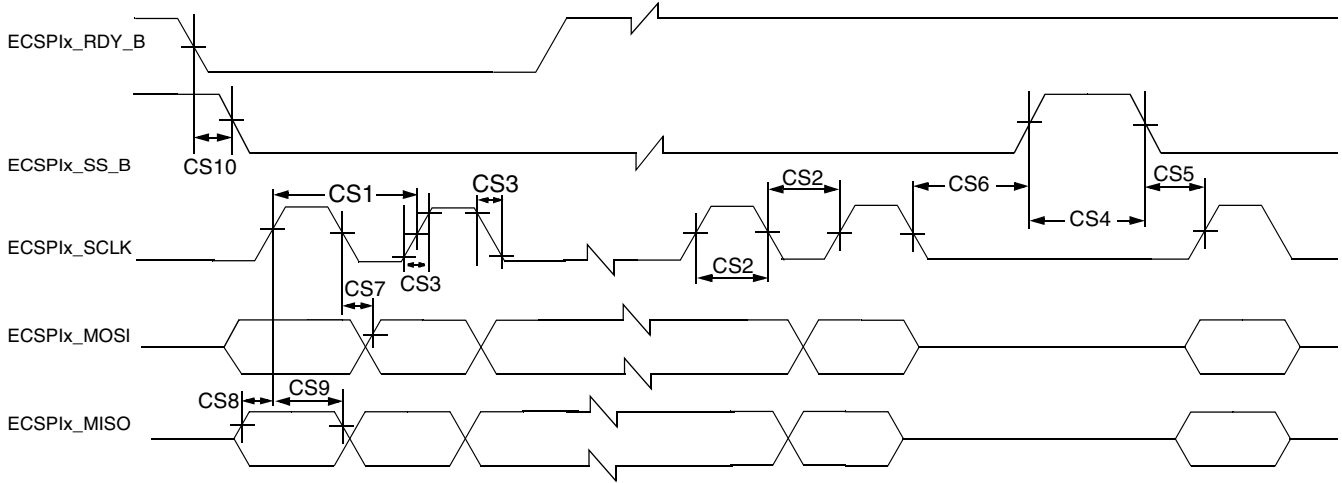 ECSPIx_RDY_B
CS10
ECSPIx_SS_B
CS1
CS3
CS2
CS6
CS5
CS4
ECSPIx_SCLK
CS3
CS2
CS7
ECSPIx_MOSI
CS8
CS9
ECSPIx_MISO